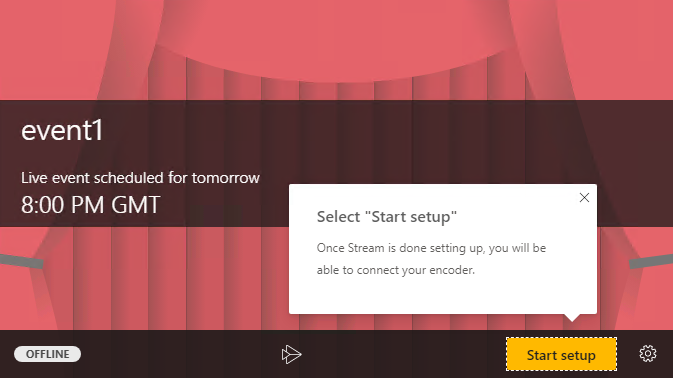 event1
Live event scheduled for tomorrow
8:00 PM GMT
Select "Start setup"
Once Stream is done setting up, you will be
able to connect your encoder.
OFFLINE
Start setup